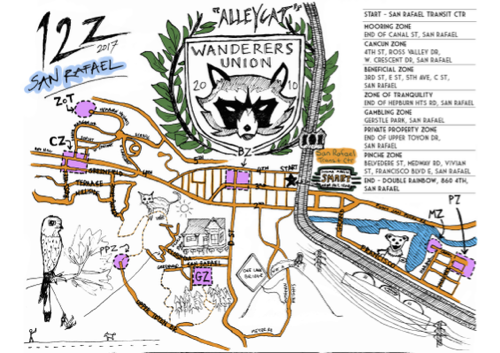 12Z
2017
SAN RAFAEL
"ALLEYCAT"
WANDERERS
UNION
20 10
START - SAN RAFAEL TRANSIT CTR
MOORING ZONE
END OF CANAL ST, SAN RAFAEL
CANCUN ZONE
4TH ST, ROSS VALLEY DR,
W. CRESCENT DR, SAN RAFAEL
BENEFICIAL ZONE
3RD ST, E ST, 5TH AVE, C ST,
SAN RAFAEL
ZONE OF TRANQUILITY
END OF HEPBURN HTS RD, SAN RAFAEL
GAMBLING ZONE
GERSTLE PARK, SAN RAFAEL
PRIVATE PROPERTY ZONE
END OF UPPER TOYON DR,
SAN RAFAEL
PINCHE ZONE
BELVEDERE ST, MEDWAY RD, VIVIAN
ST, FRANCISCO BLVD E, SAN RAFAEL
END - DOUBLE RAINBOW, 860 4TH,
SAN RAFAEL
ZOT
CZ
BZ
START
San Rafael
START
GREENFIELD
TERRACE
MZ
PZ
PPZ
SAN RAFAEL
GZ
D ST
ONE LANE
BRIDGE
UPPER TOYON DR